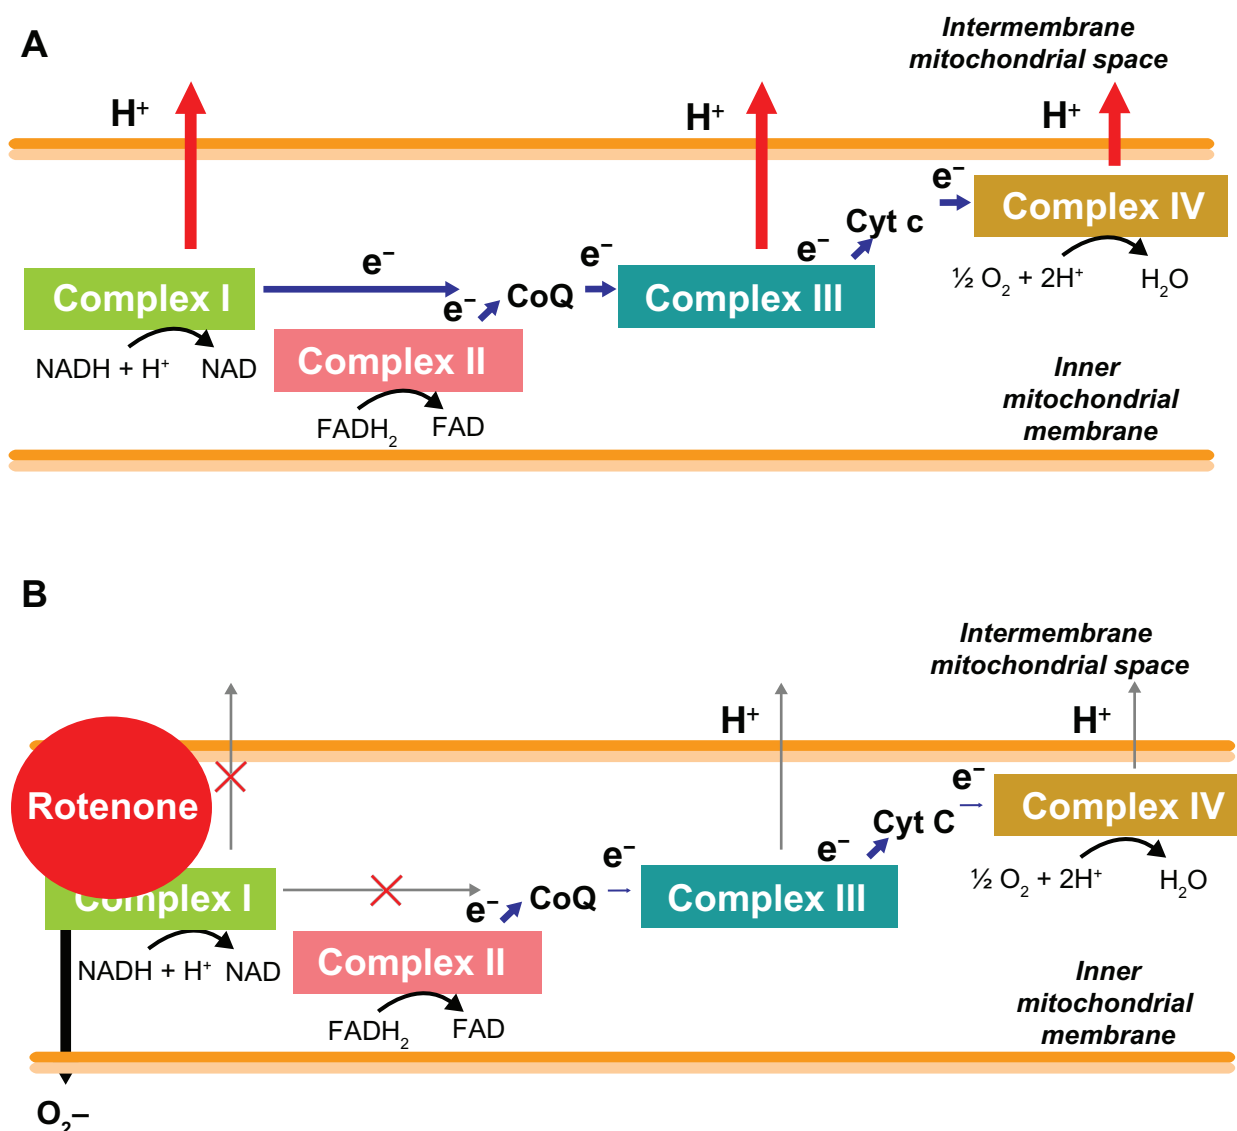 A
Intermembrane
mitochondrial space
H⁺
H⁺
H⁺
e⁻
Complex IV
Cyt c
e⁻
e⁻
e⁻
½ O₂ + 2H⁺
H₂O
Complex I
e⁻
CoQ
Complex III
NADH + H⁺
NAD
Complex II
Inner
mitochondrial
membrane
FADH₂
FAD
B
Intermembrane
mitochondrial space
H⁺
H⁺
Rotenone
e⁻
Complex IV
Cyt C
e⁻
e⁻
½ O₂ + 2H⁺
H₂O
Complex I
e⁻
CoQ
Complex III
NADH + H⁺
NAD
Complex II
Inner
mitochondrial
membrane
FADH₂
FAD
O₂–